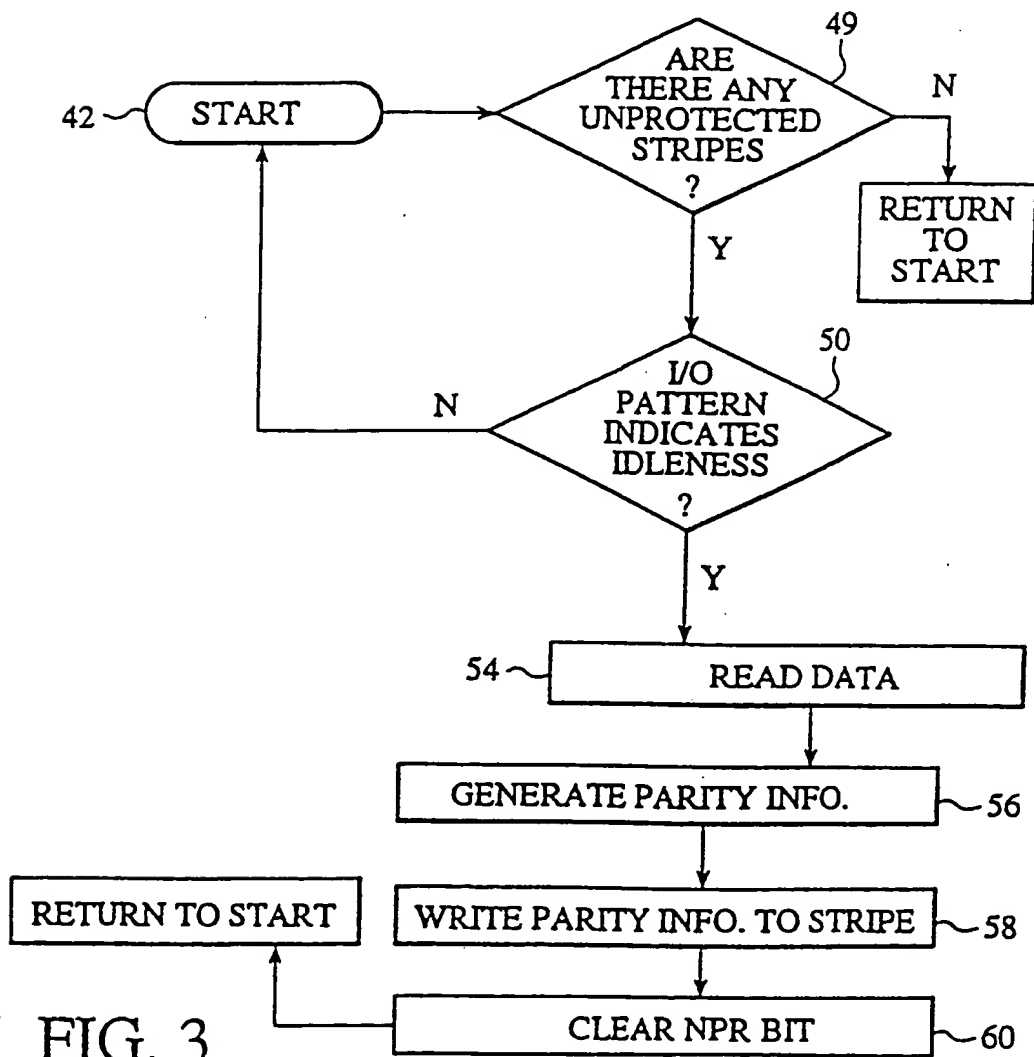 42
START
49
ARE
THERE ANY
UNPROTECTED
STRIPES
?
N
RETURN
TO
START
Y
50
I/O
PATTERN
INDICATES
IDLENESS
?
N
Y
54
READ DATA
GENERATE PARITY INFO.
56
RETURN TO START
WRITE PARITY INFO. TO STRIPE
58
CLEAR NPR BIT
60
FIG. 3